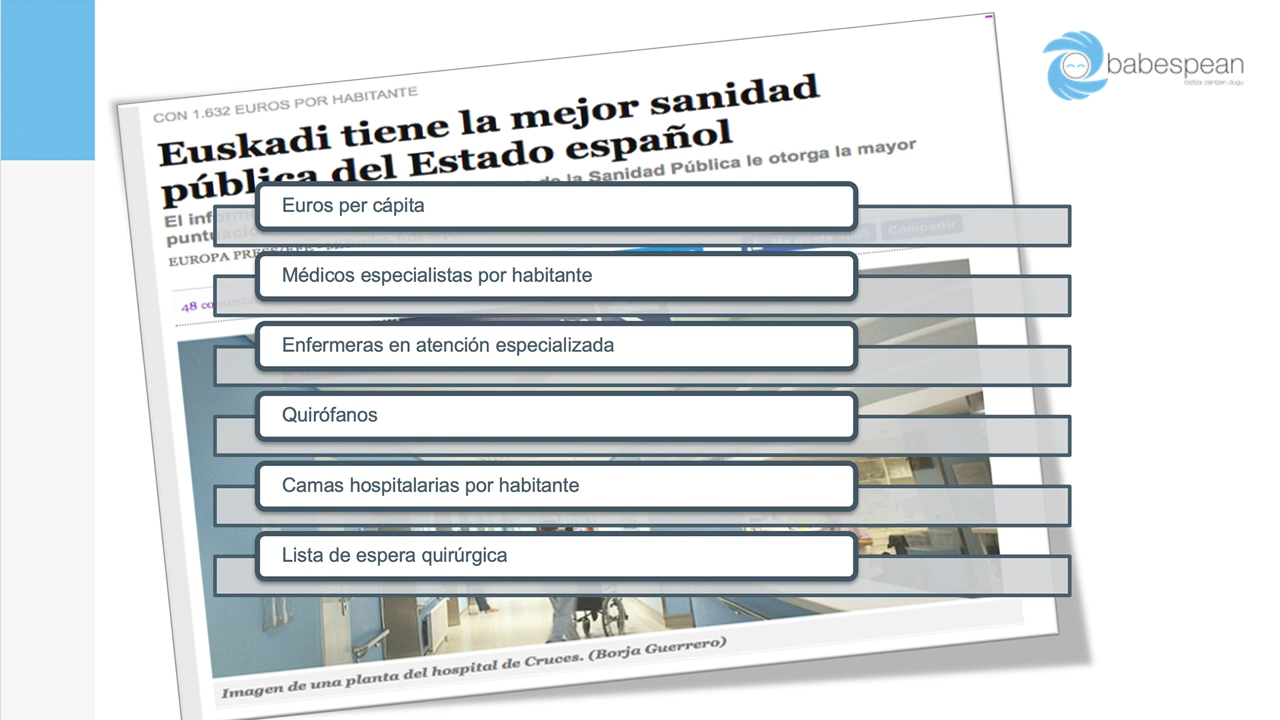 CON 1.632 EUROS POR HABITANTE
Euskadi tiene la mejor sanidad
pública del Estado español
El inf de la Sanidad Pública le otorga la mayor
EUROPA PRESS/EFE
Compartir
48
Euros per cápita
Médicos especialistas por habitante
Enfermeras en atención especializada
Quirófanos
Camas hospitalarias por habitante
Lista de espera quirúrgica
Imagen de una planta del hospital de Cruces. (Borja Guerrero)
babespean